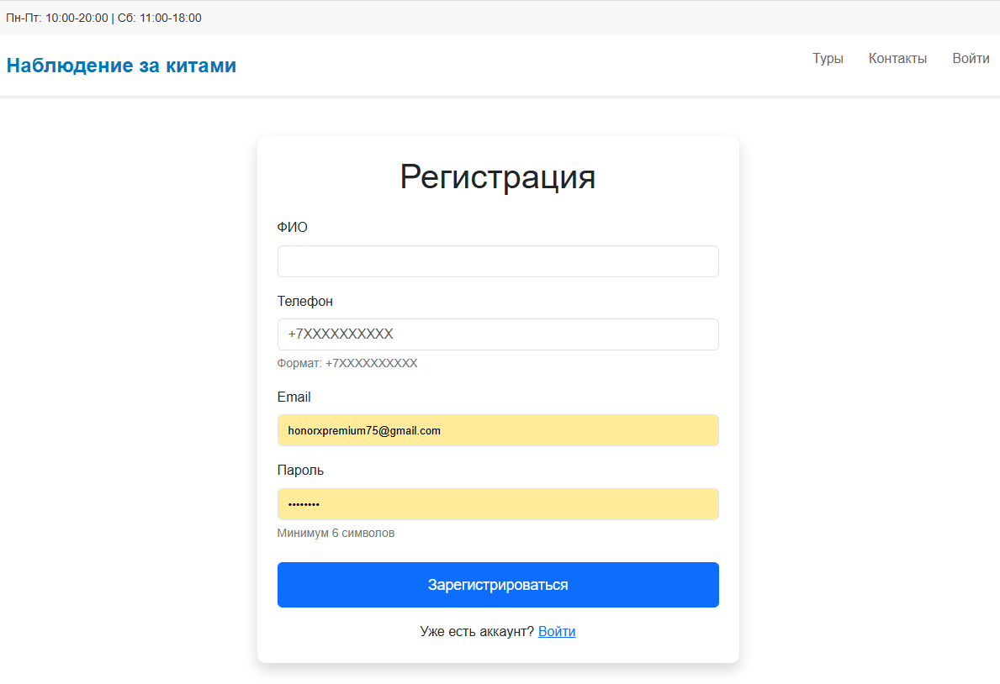 Пн-Пт: 10:00-20:00 | Сб: 11:00-18:00
Наблюдение за китами
Туры Контакты Войти
Регистрация
ФИО
Телефон
+7XXXXXXXXXX
Формат: +7XXXXXXXXXX
Email
honorxpremium75@gmail.com
Пароль
••••••••
Минимум 6 символов
Зарегистрироваться
Уже есть аккаунт? Войти